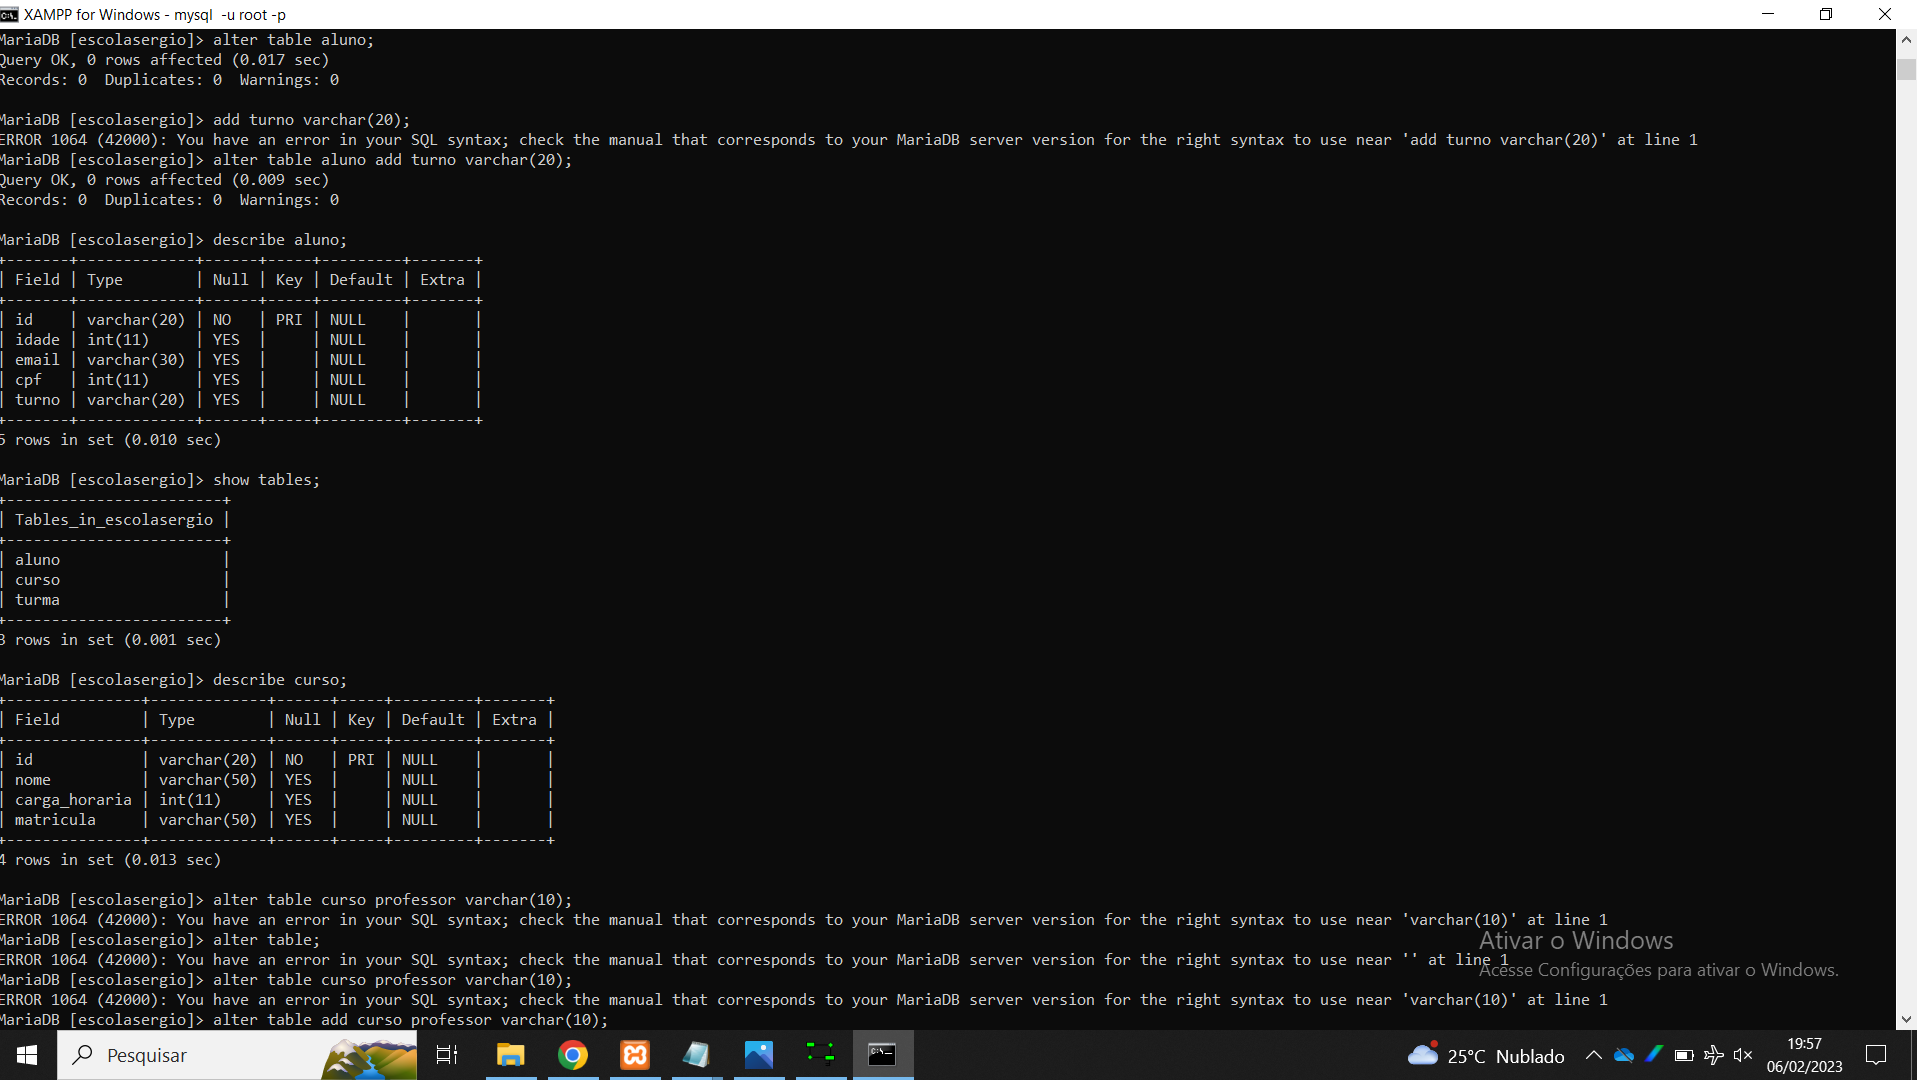 XAMPP for Windows - mysql  -u root -p
MariaDB [escolasergio]> alter table aluno;
Query OK, 0 rows affected (0.017 sec)
Records: 0  Duplicates: 0  Warnings: 0
MariaDB [escolasergio]> add turno varchar(20);
ERROR 1064 (42000): You have an error in your SQL syntax; check the manual that corresponds to your MariaDB server version for the right syntax to use near 'add turno varchar(20)' at line 1
MariaDB [escolasergio]> alter table aluno add turno varchar(20);
Query OK, 0 rows affected (0.009 sec)
Records: 0  Duplicates: 0  Warnings: 0
MariaDB [escolasergio]> describe aluno;
+-------+-------------+------+-----+---------+-------+
| Field | Type        | Null | Key | Default | Extra |
+-------+-------------+------+-----+---------+-------+
| id    | varchar(20) | NO   | PRI | NULL    |       |
| idade | int(11)     | YES  |     | NULL    |       |
| email | varchar(30) | YES  |     | NULL    |       |
| cpf   | int(11)     | YES  |     | NULL    |       |
| turno | varchar(20) | YES  |     | NULL    |       |
+-------+-------------+------+-----+---------+-------+
5 rows in set (0.010 sec)
MariaDB [escolasergio]> show tables;
+------------------------+
| Tables_in_escolasergio |
+------------------------+
| aluno                  |
| curso                  |
| turma                  |
+------------------------+
3 rows in set (0.001 sec)
MariaDB [escolasergio]> describe curso;
+---------------+-------------+------+-----+---------+-------+
| Field         | Type        | Null | Key | Default | Extra |
+---------------+-------------+------+-----+---------+-------+
| id            | varchar(20) | NO   | PRI | NULL    |       |
| nome          | varchar(50) | YES  |     | NULL    |       |
| carga_horaria | int(11)     | YES  |     | NULL    |       |
| matricula     | varchar(50) | YES  |     | NULL    |       |
+---------------+-------------+------+-----+---------+-------+
4 rows in set (0.013 sec)
MariaDB [escolasergio]> alter table curso professor varchar(10);
ERROR 1064 (42000): You have an error in your SQL syntax; check the manual that corresponds to your MariaDB server version for the right syntax to use near 'varchar(10)' at line 1
MariaDB [escolasergio]> alter table;
ERROR 1064 (42000): You have an error in your SQL syntax; check the manual that corresponds to your MariaDB server version for the right syntax to use near '' at line 1
MariaDB [escolasergio]> alter table curso professor varchar(10);
ERROR 1064 (42000): You have an error in your SQL syntax; check the manual that corresponds to your MariaDB server version for the right syntax to use near 'varchar(10)' at line 1
MariaDB [escolasergio]> alter table add curso professor varchar(10);
Ativar o Windows
Acesse Configurações para ativar o Windows.
Pesquisar
25°C  Nublado
19:57
06/02/2023